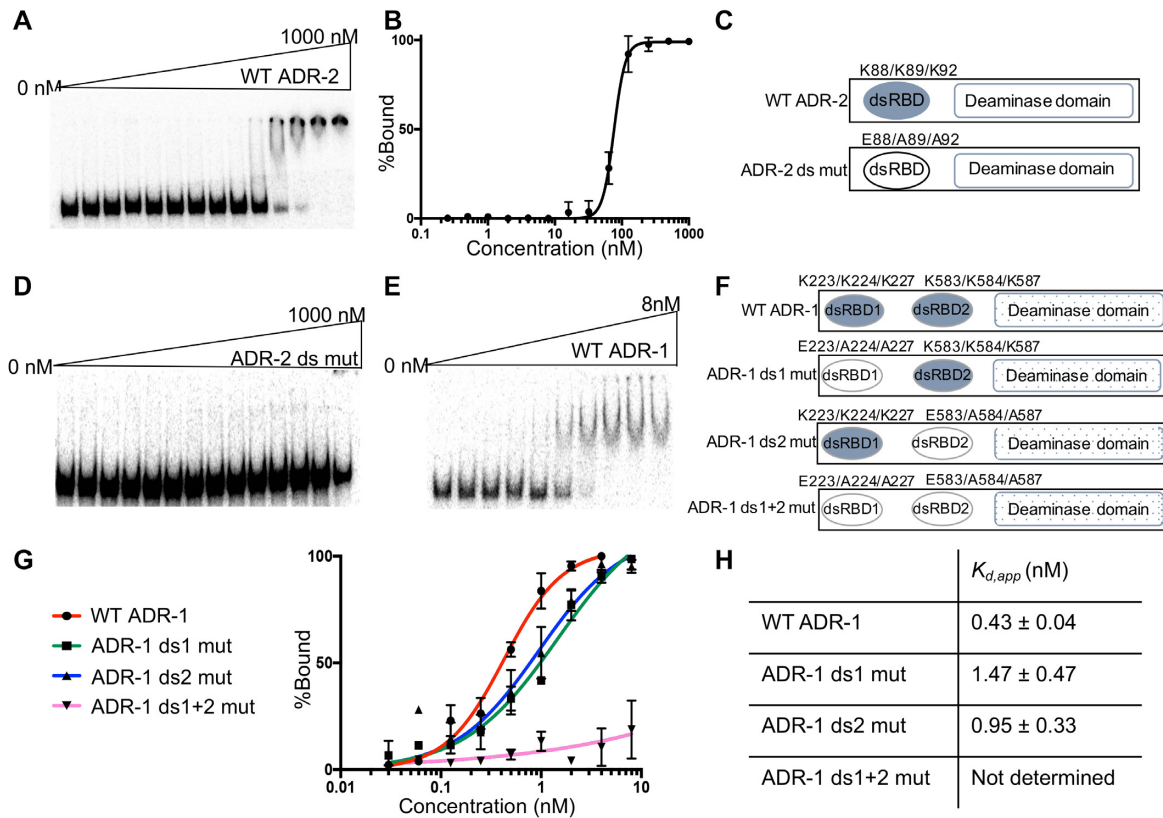 A
1000 nM
0 nM
WT ADR-2
B
100
50
0
%Bound
0.1 1 10 100 1000
Concentration (nM)
C
K88/K89/K92
WT ADR-2 dsRBD Deaminase domain
E88/A89/A92
ADR-2 ds mut dsRBD Deaminase domain
D
1000 nM
0 nM
ADR-2 ds mut
E
8nM
0 nM
WT ADR-1
F
K223/K224/K227 K583/K584/K587
WT ADR-1 dsRBD1 dsRBD2 Deaminase domain
E223/A224/A227 K583/K584/K587
ADR-1 ds1 mut dsRBD1 dsRBD2 Deaminase domain
K223/K224/K227 E583/A584/A587
ADR-1 ds2 mut dsRBD1 dsRBD2 Deaminase domain
E223/A224/A227 E583/A584/A587
ADR-1 ds1+2 mut dsRBD1 dsRBD2 Deaminase domain
G
WT ADR-1
ADR-1 ds1 mut
ADR-1 ds2 mut
ADR-1 ds1+2 mut
100
50
0
%Bound
0.01 0.1 1 10
Concentration (nM)
H
Kd,app (nM)
WT ADR-1 0.43 ± 0.04
ADR-1 ds1 mut 1.47 ± 0.47
ADR-1 ds2 mut 0.95 ± 0.33
ADR-1 ds1+2 mut Not determined